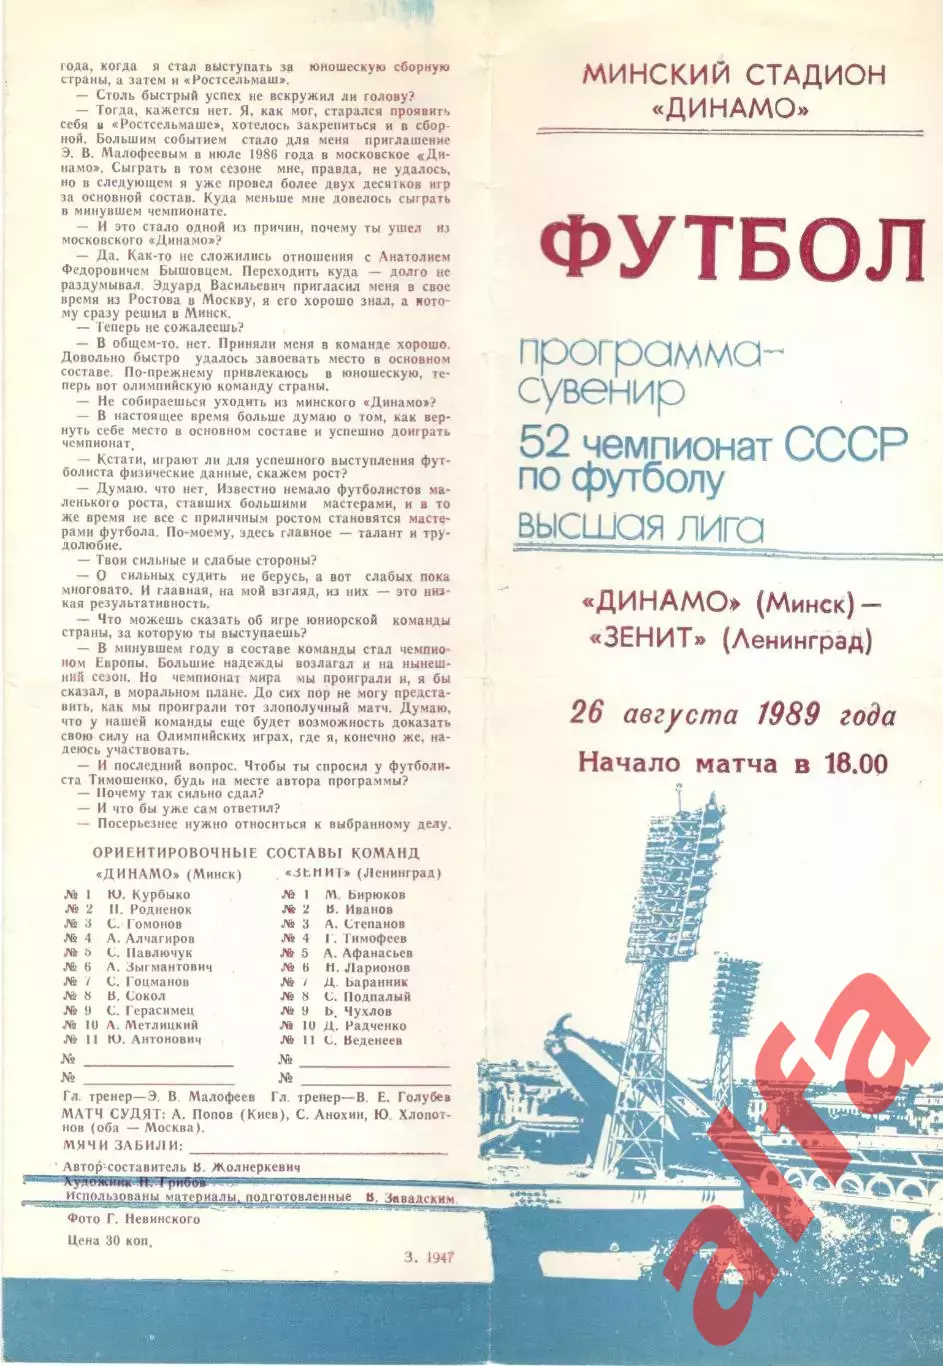 года, когда я стал выступать за юношескую сборную
страны, а затем и «Ростсельмаш».
— Столь быстрый успех не вскружил ли голову?
— Тогда, кажется нет. Я, как мог, старался проявить
себя в «Ростсельмаше», хотелось закрепиться и в сбор-
ной. Большим событием стало для меня приглашение
Э. В. Малофеевым в июле 1986 года в московское «Ди-
намо». Сыграть в том сезоне мне, правда, не удалось,
но в следующем я уже провел более двух десятков игр
за основной состав. Куда меньше мне довелось сыграть
в минувшем чемпионате.
— И это стало одной из причин, почему ты ушел из
московского «Динамо»?
— Да. Как-то не сложились отношения с Анатолием
Федоровичем Бышовцем. Переходить куда — долго не
раздумывал. Эдуард Васильевич пригласил меня в свое
время из Ростова в Москву, я его хорошо знал, а пото-
му сразу решил в Минск.
— Теперь не сожалеешь?
— В общем-то. нет. Приняли меня в команде хорошо.
Довольно быстро удалось завоевать место в основном
составе. По-прежнему привлекаюсь в юношескую, те-
перь вот олимпийскую команду страны.
— Не собираешься уходить из минского «Динамо»?
— В настоящее время больше думаю о том, как вер-
нуть себе место в основном составе и успешно доиграть
чемпионат.
— Кстати, играют ли для успешного выступления фут-
болиста физические данные, скажем рост?
— Думаю. что нет. Известно немало футболистов ма-
ленького роста, ставших большими мастерами, и в то
же время не все с приличным ростом становятся масте-
рами футбола. По-моему, здесь главное — талант и тру-
долюбие.
— Твои сильные и слабые стороны?
— О сильных судить не берусь, а вот слабых пока
многовато. И главная, на мой взгляд, из них — это низ-
кая результативность.
— Что можешь сказать об игре юниорской команды
страны, за которую ты выступаешь?
— В минувшем году в составе команды стал чемпио-
ном Европы. Большие надежды возлагал и на нынеш-
ний сезон. Но чемпионат мира мы проиграли и, я бы
сказал, в моральном плане. До сих пор не могу предста-
вить, как мы проиграли тот злополучный матч. Думаю,
что у нашей команды еще будет возможность доказать
свою силу на Олимпийских играх, где я, конечно же, на-
деюсь участвовать.
— И последний вопрос. Чтобы ты спросил у футболи-
ста Тимошенко, будь на месте автора программы?
— Почему так сильно сдал?
— И что бы уже сам ответил?
— Посерьезнее нужно относиться к выбранному делу.
ОРИЕНТИРОВОЧНЫЕ СОСТАВЫ КОМАНД
«ДИНАМО» (Минск) «ЗЕНИТ» (Ленинград)
№ 1 Ю. Курбыко № 1 М. Бирюков
№ 2 П. Родненок № 2 В. Иванов
№ 3 С. Гомонов № 3 А. Степанов
№ 4 А. Алчагиров № 4 Г. Тимофеев
№ 5 С. Павлючук № 5 А. Афанасьев
№ 6 А. Зыгмантович № 6 Н. Ларионов
№ 7 С. Гоцманов № 7 Д. Баранник
№ 8 В. Сокол № 8 С. Подпалый
№ 9 С. Герасимец № 9 Б. Чухлов
№ 10 А. Метлицкий № 10 Д. Радченко
№ 11 Ю. Антонович № 11 С. Веденеев
№ №
№ №
Гл. тренер—Э. В. Малофеев Гл. тренер—В. Е. Голубев
МАТЧ СУДЯТ: А. Попов (Киев), С. Анохин, Ю. Хлопот-
нов (оба — Москва).
МЯЧИ ЗАБИЛИ:
Автор-составитель В. Жолнеркевич
Художник Н. Грибов
Использованы материалы, подготовленные В. Завадским.
Фото Г. Невинского
Цена 30 коп.
З. 1947
МИНСКИЙ СТАДИОН
«ДИНАМО»
ФУТБОЛ
программа-
сувенир
52 чемпионат СССР
по футболу
высшая лига
«ДИНАМО» (Минск) —
«ЗЕНИТ» (Ленинград)
26 августа 1989 года
Начало матча в 18.00
alfa